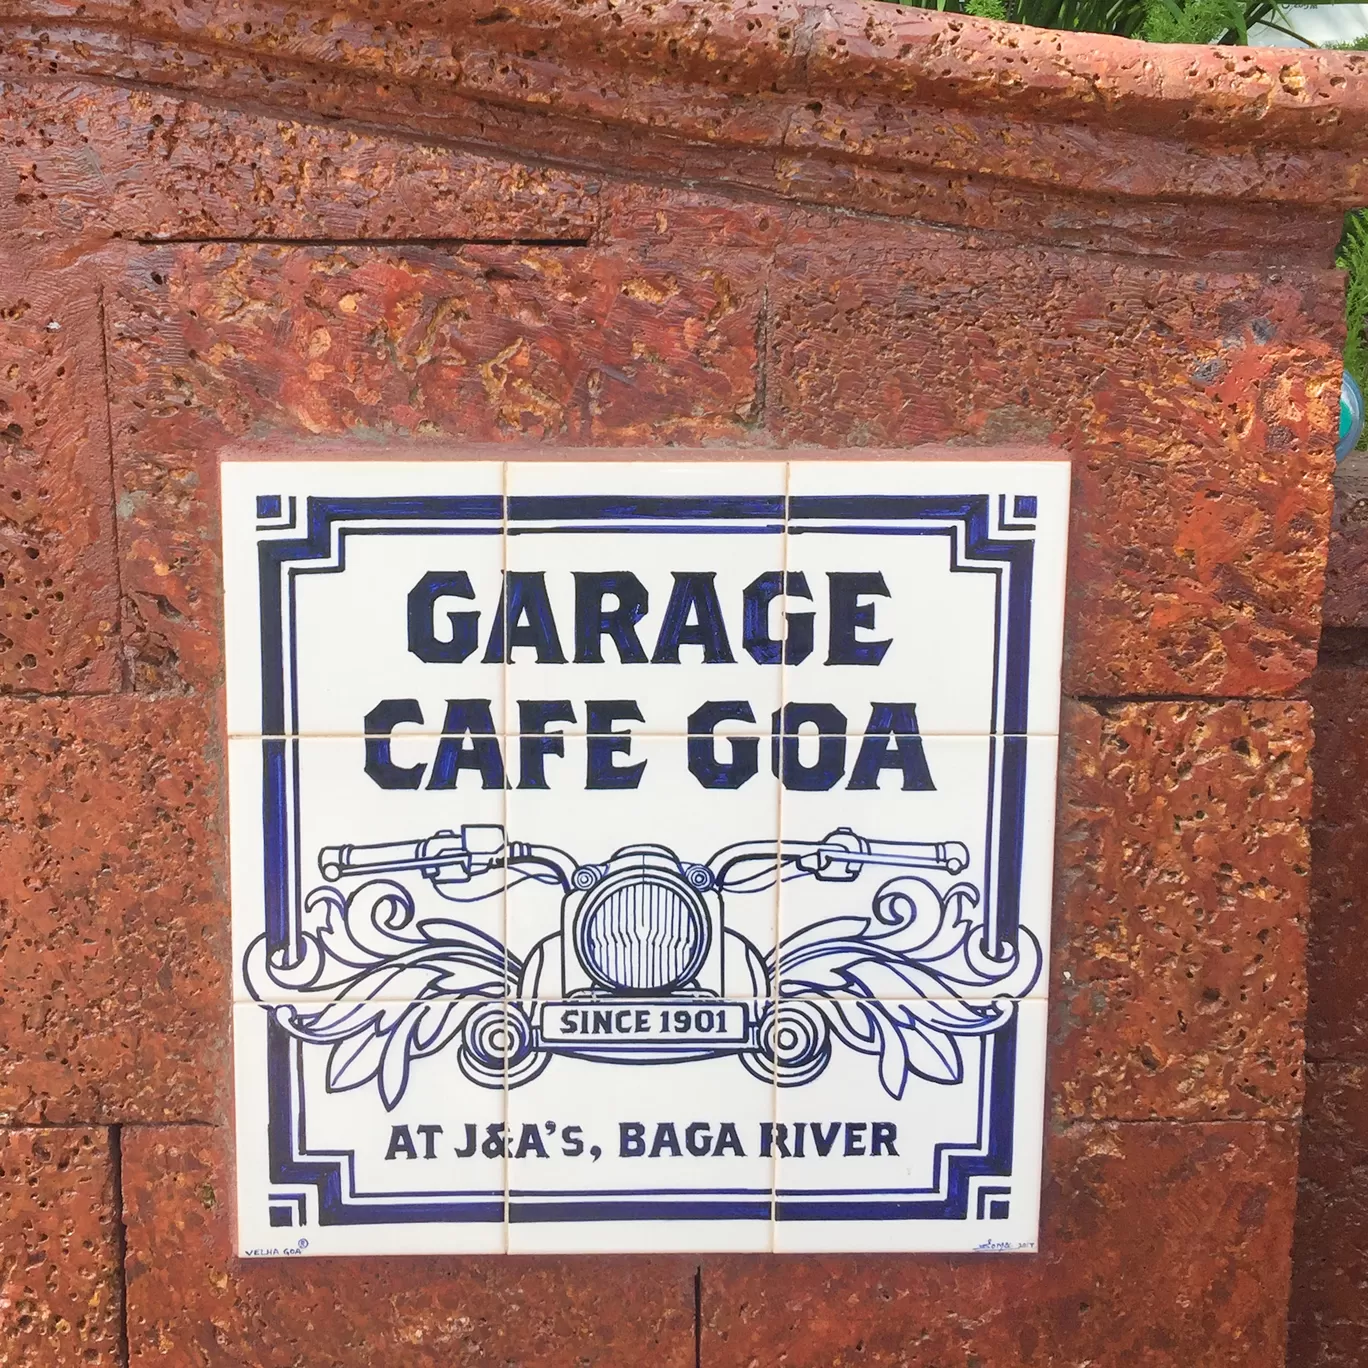 GARAGE
CAFE GOA
SINCE 1901
AT J&A'S, BAGA RIVER
VELHA GOA®